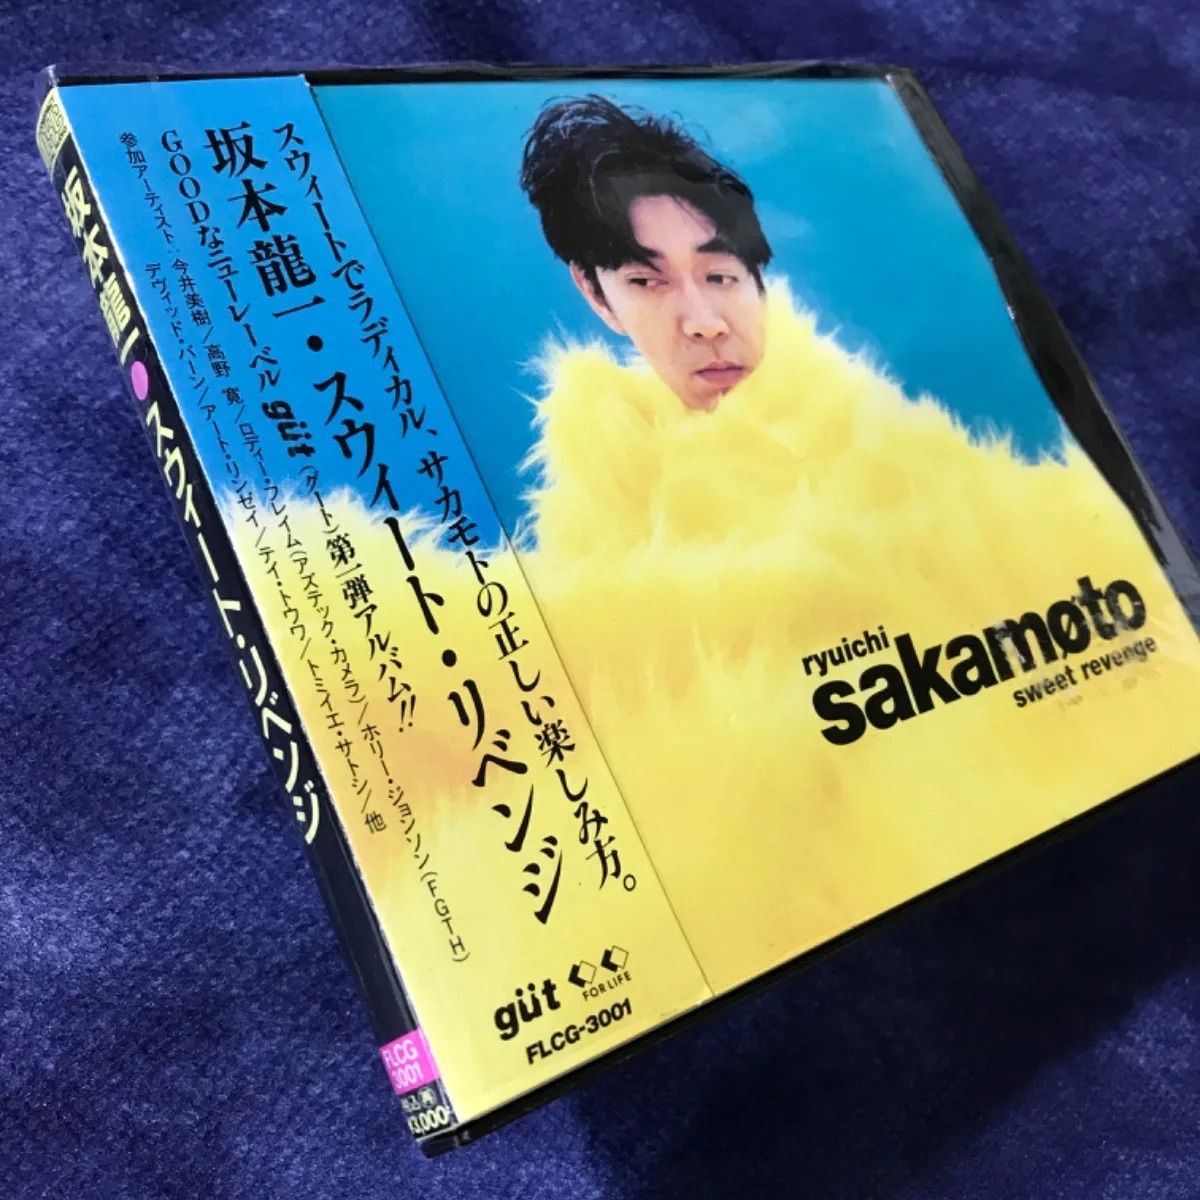 坂本龍一●スウィート・リベンジ
FLCG
3001
¥3,000
スウィートでラディカル、サカモトの正しい楽しみ方。
坂本龍一・スウィート・リベンジ
GOODなニューレーベルgüt(グート)第一弾アルバム!!
参加アーティスト:今井美樹/高野 寛/ロディー・フレイム(アズテック・カメラ)/ホリー・ジョンソン(FGTH)
デヴィッド・バーン/アート・リンゼイ/テイ・トウワ/トミイエ・サトシ/他
güt FOR LIFE
FLCG-3001
ryuichi
sakamøto
sweet revenge